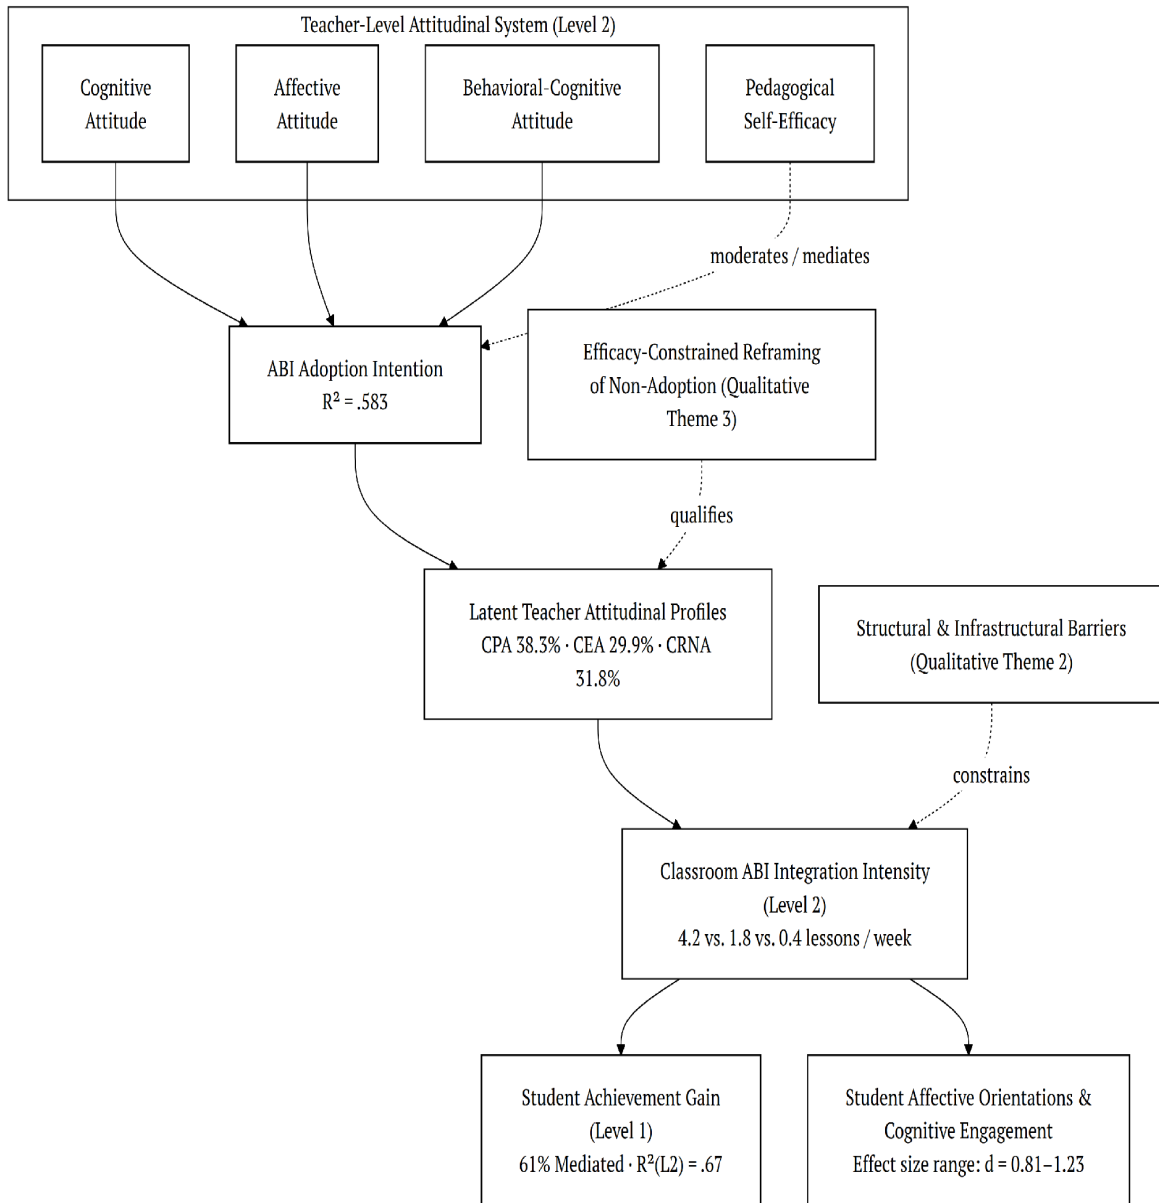 Teacher-Level Attitudinal System (Level 2)
Cognitive
Attitude
Affective
Attitude
Behavioral-Cognitive
Attitude
Pedagogical
Self-Efficacy
moderates / mediates
ABI Adoption Intention
R² = .583
Efficacy-Constrained Reframing
of Non-Adoption (Qualitative
Theme 3)
qualifies
Latent Teacher Attitudinal Profiles
CPA 38.3% · CEA 29.9% · CRNA
31.8%
Structural & Infrastructural Barriers
(Qualitative Theme 2)
constrains
Classroom ABI Integration Intensity
(Level 2)
4.2 vs. 1.8 vs. 0.4 lessons / week
Student Achievement Gain
(Level 1)
61% Mediated · R²(L2) = .67
Student Affective Orientations &
Cognitive Engagement
Effect size range: d = 0.81–1.23